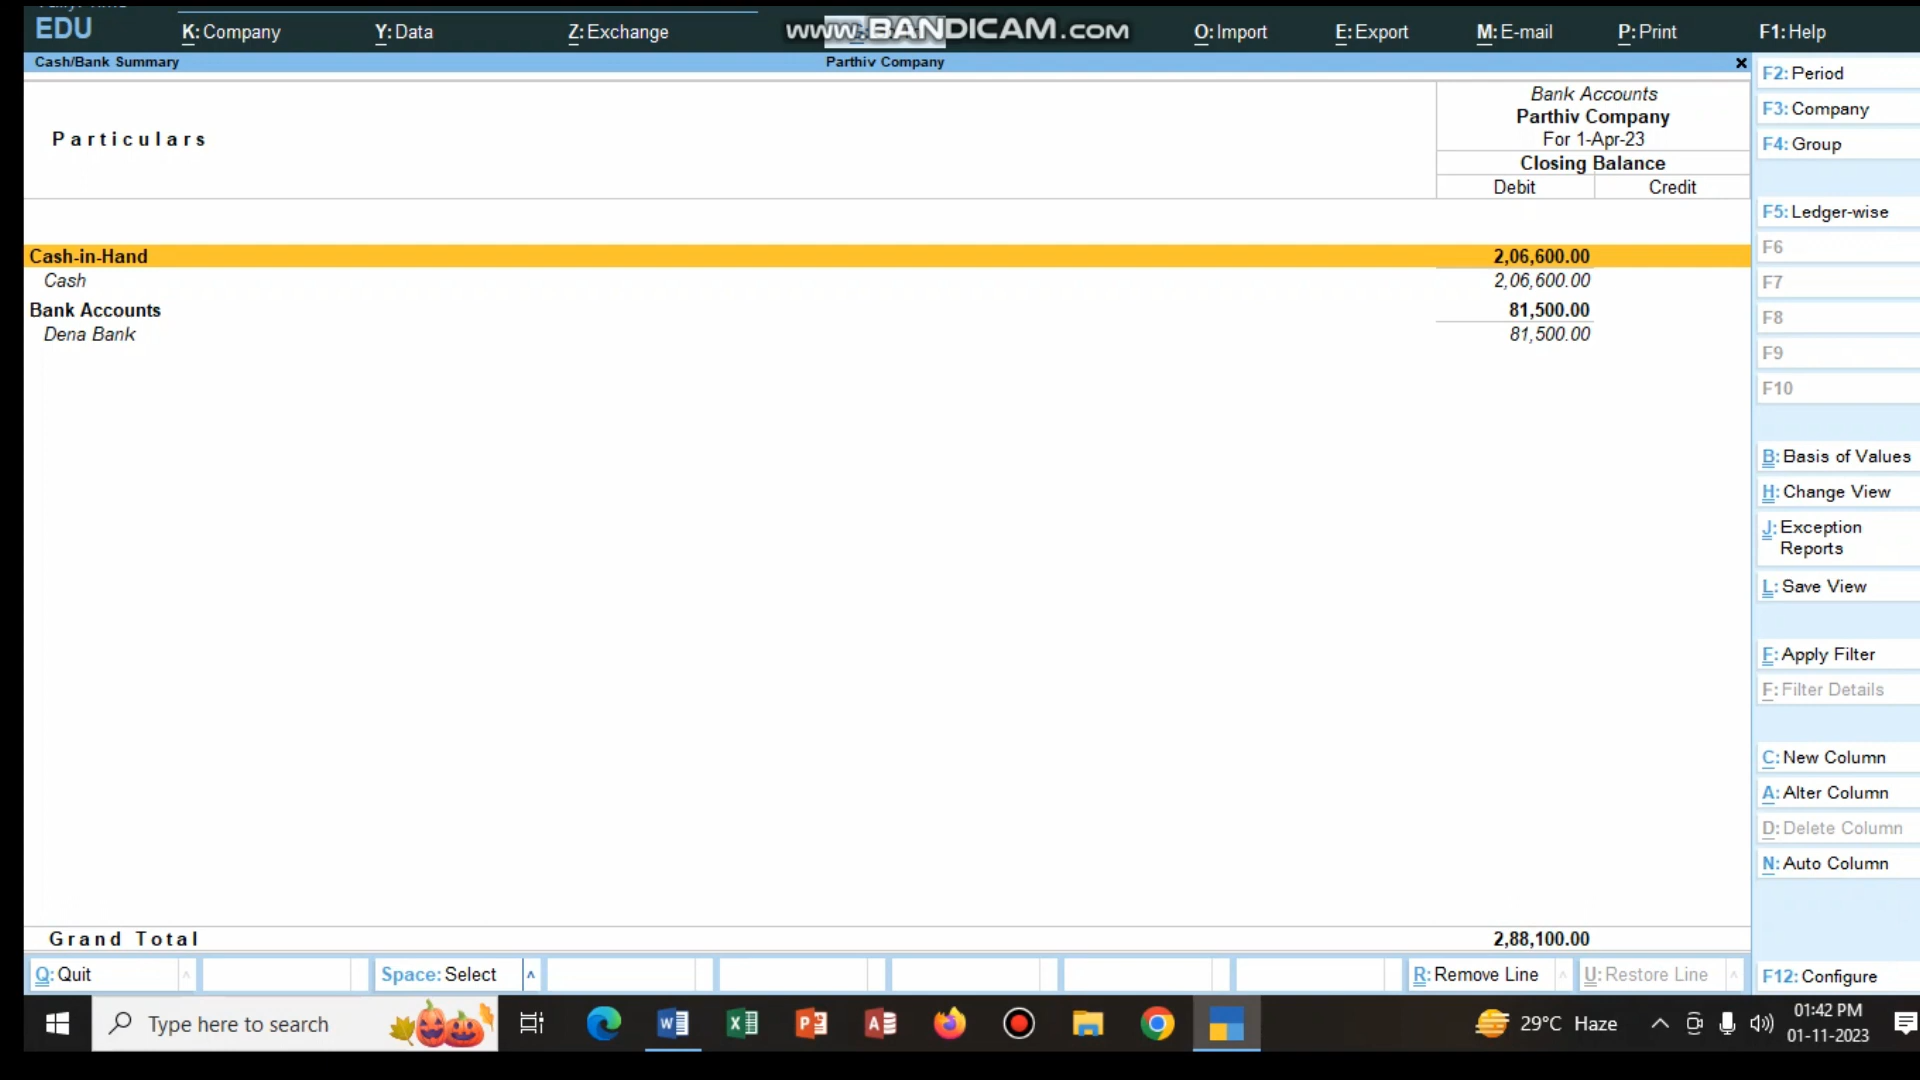 EDU
K: Company
Y: Data
Z: Exchange
www.BANDICAM.com
O: Import
E: Export
M: E-mail
P: Print
F1: Help
Cash/Bank Summary
Parthiv Company
x
F2: Period
F3: Company
F4: Group
F5: Ledger-wise
F6
F7
F8
F9
F10
B: Basis of Values
H: Change View
J: Exception
Reports
L: Save View
F: Apply Filter
F: Filter Details
C: New Column
A: Alter Column
D: Delete Column
N: Auto Column
F12: Configure
Particulars
Bank Accounts
Parthiv Company
For 1-Apr-23
Closing Balance
Debit Credit
Cash-in-Hand 2,06,600.00
Cash 2,06,600.00
Bank Accounts 81,500.00
Dena Bank 81,500.00
Grand Total 2,88,100.00
Q: Quit
Space: Select
R: Remove Line
U: Restore Line
Type here to search
29°C Haze
01:42 PM
01-11-2023